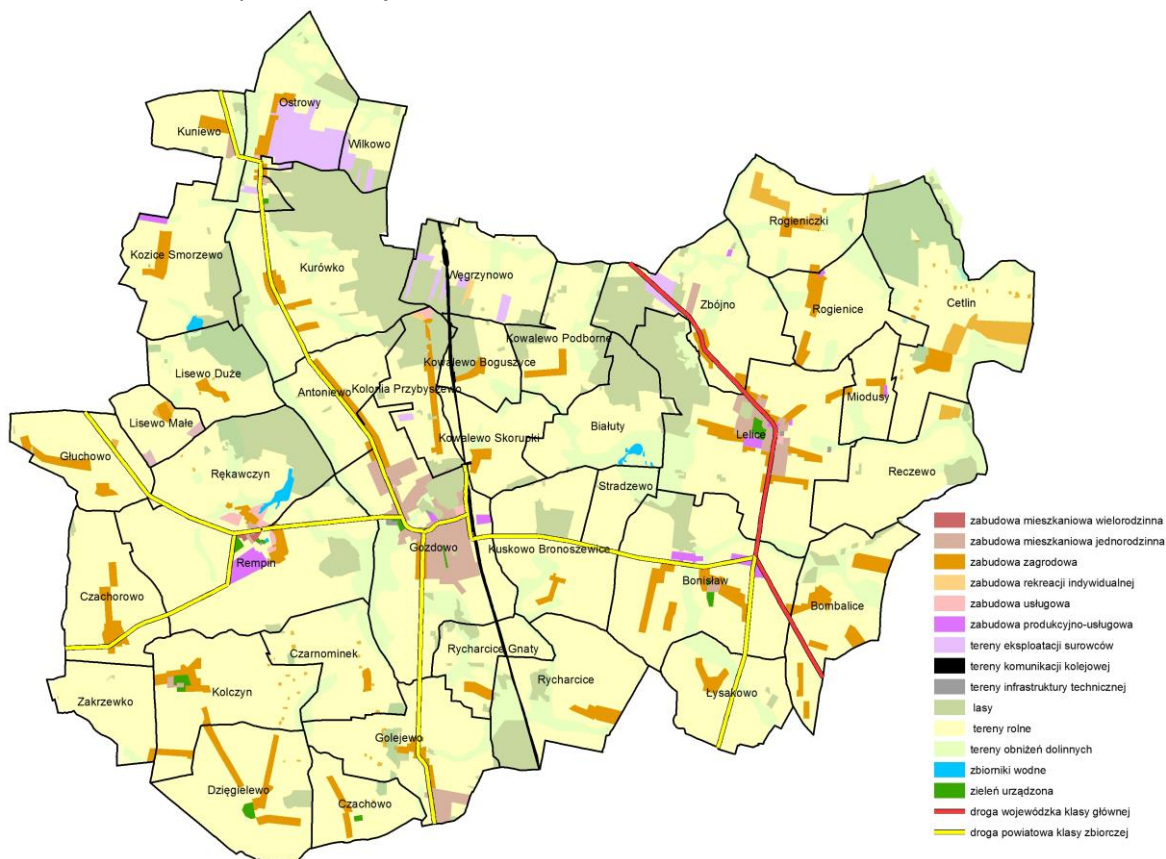 Ostrowy
Kuniewo
Wilkowo
Rogieniczki
Kozice Smorzewo
Kurówko
Węgrzynowo
Zbójno
Rogienice
Cetlin
Kowalewo Podborne
Lisewo Duże
Kowalewo Boguszyce
Antoniewo
Kolonia Przybyszewo
Miodusy
Lisewo Małe
Białuty
Lelice
Kowalewo Skorupki
Głuchowo
Rękawczyn
Reczewo
Stradzewo
Gozdowo
Kuskowo Bronoszewice
Rempin
Bonisław
Czachorowo
Bombalice
Rycharcice Gnaty
Czarnominek
Rycharcice
Kolczyn
Łysakowo
Zakrzewko
Golejewo
Dzięgielewo
Czachowo
zabudowa mieszkaniowa wielorodzinna
zabudowa mieszkaniowa jednorodzinna
zabudowa zagrodowa
zabudowa rekreacji indywidualnej
zabudowa usługowa
zabudowa produkcyjno-usługowa
tereny eksploatacji surowców
tereny komunikacji kolejowej
tereny infrastruktury technicznej
lasy
tereny rolne
tereny obniżeń dolinnych
zbiorniki wodne
zieleń urządzona
droga wojewódzka klasy głównej
droga powiatowa klasy zbiorczej